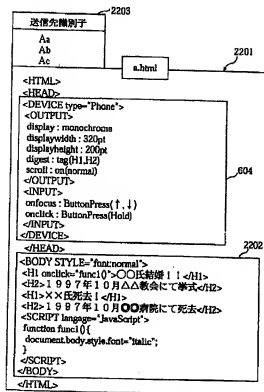 2203
送信先識別子
Aa
Ab
Ac
a.html
2201
<HTML>
<HEAD>
<DEVICE type="Phone">
<OUTPUT>
display : monochrome
displaywidth : 320pt
displayheight : 200pt
digest : tag(H1,H2)
scroll : on(normal)
</OUTPUT>
<INPUT>
onfocus : ButtonPress(↑,↓)
onclick : ButtonPress(Hold)
</INPUT>
</DEVICE>
604
</HEAD>
2202
<BODY STYLE="font:normal">
<H1 onclick="func1()">○○氏結婚！！</H1>
<H2>１９９７年１０月△△教会にて挙式</H2>
<H1>××氏死去！</H1>
<H2>１９９７年１０月○○病院にて死去</H2>
<SCRIPT langage="JavaScript">
function func1(){
document.body.style.font="italic";
}
</SCRIPT>
</BODY>
</HTML>